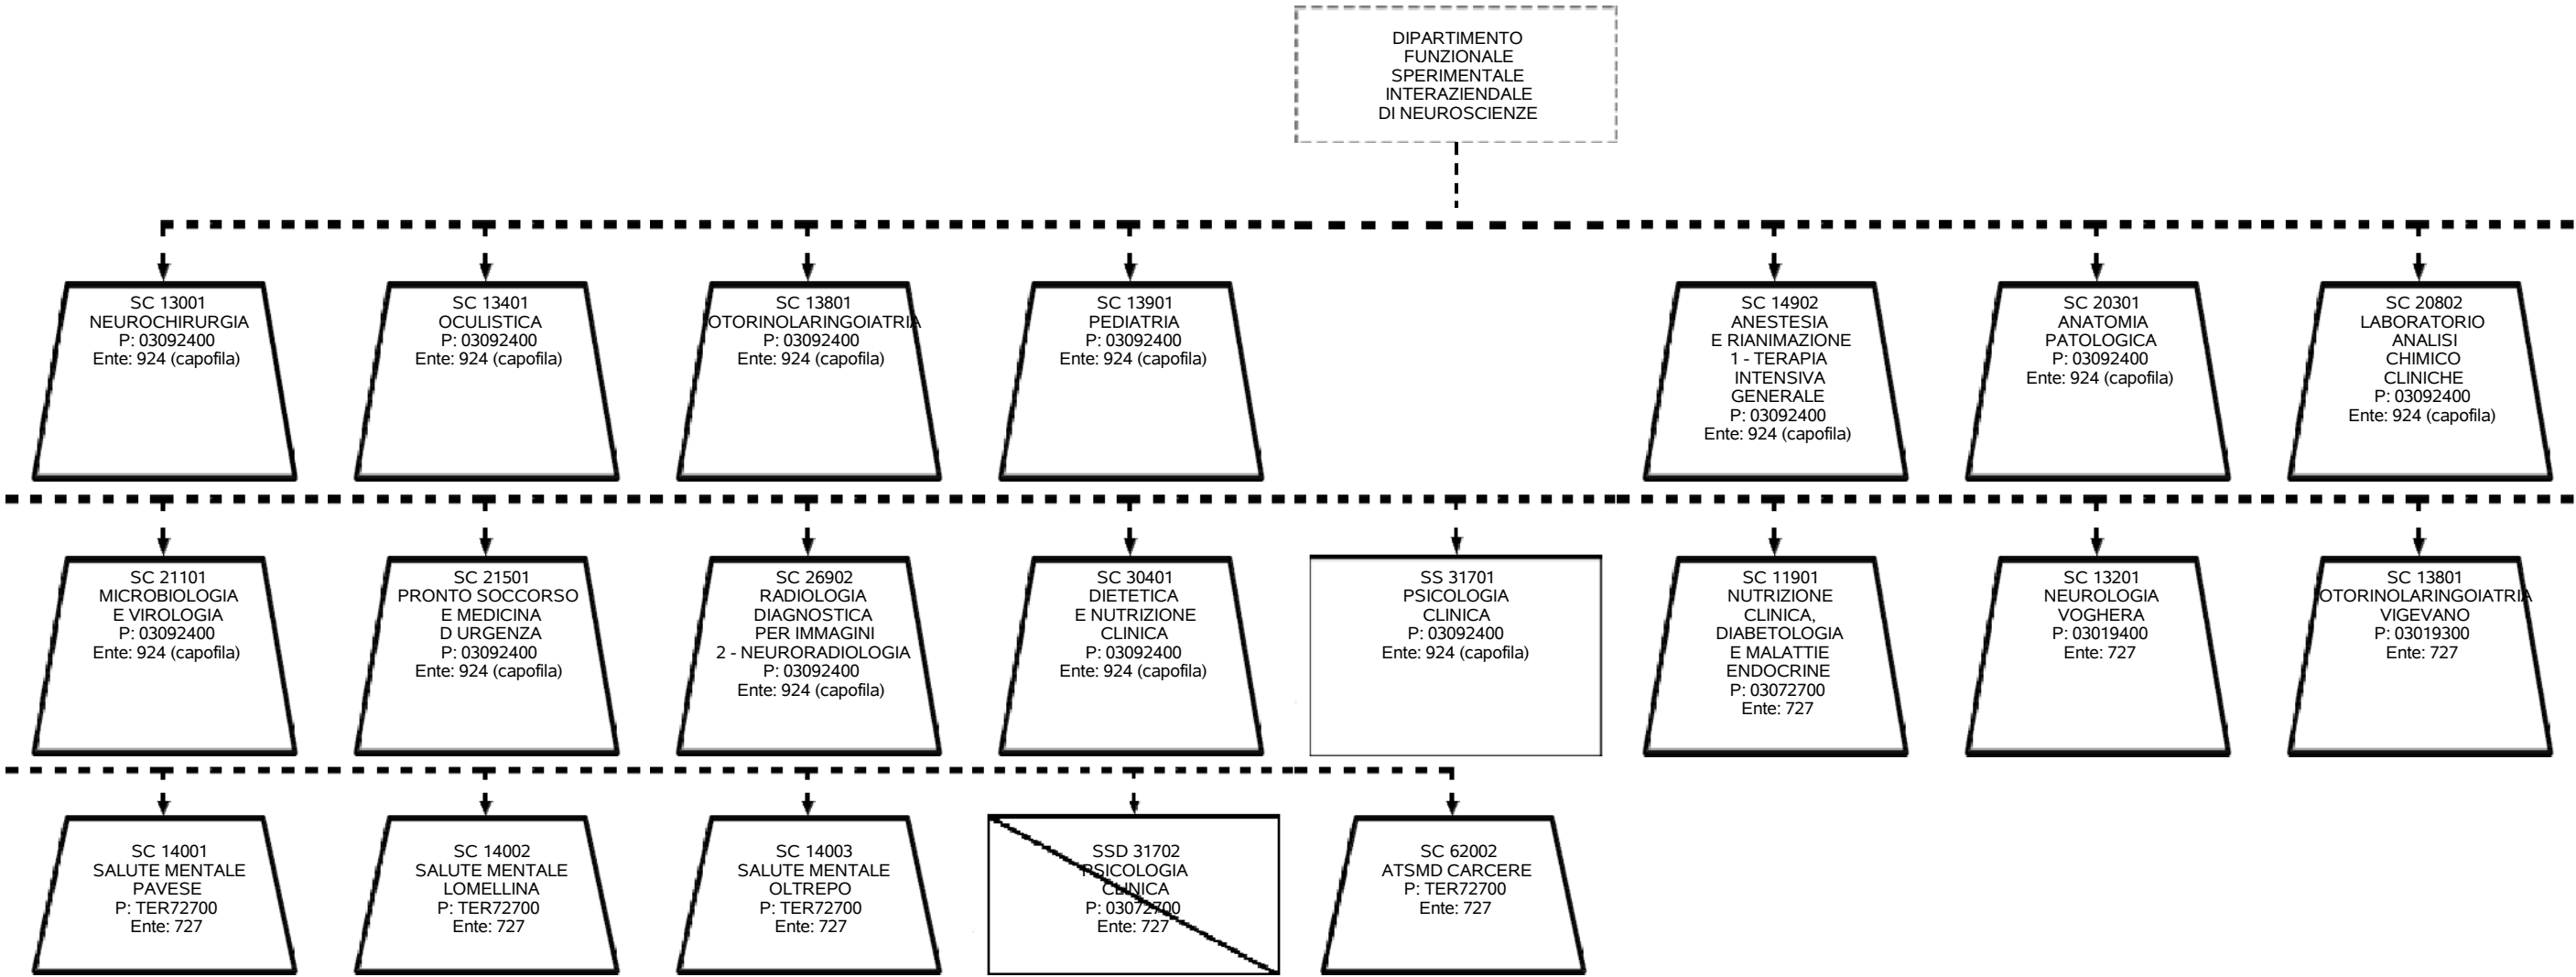 DIPARTIMENTO
FUNZIONALE
SPERIMENTALE
INTERAZIENDALE
DI NEUROSCIENZE
SC 13001
NEUROCHIRURGIA
P: 03092400
Ente: 924 (capofila)
SC 13401
OCULISTICA
P: 03092400
Ente: 924 (capofila)
SC 13801
OTORINOLARINGOIATRIA
P: 03092400
Ente: 924 (capofila)
SC 13901
PEDIATRIA
P: 03092400
Ente: 924 (capofila)
SC 14902
ANESTESIA
E RIANIMAZIONE
1 - TERAPIA
INTENSIVA
GENERALE
P: 03092400
Ente: 924 (capofila)
SC 20301
ANATOMIA
PATOLOGICA
P: 03092400
Ente: 924 (capofila)
SC 20802
LABORATORIO
ANALISI
CHIMICO
CLINICHE
P: 03092400
Ente: 924 (capofila)
SC 21101
MICROBIOLOGIA
E VIROLOGIA
P: 03092400
Ente: 924 (capofila)
SC 21501
PRONTO SOCCORSO
E MEDICINA
D URGENZA
P: 03092400
Ente: 924 (capofila)
SC 26902
RADIOLOGIA
DIAGNOSTICA
PER IMMAGINI
2 - NEURORADIOLOGIA
P: 03092400
Ente: 924 (capofila)
SC 30401
DIETETICA
E NUTRIZIONE
CLINICA
P: 03092400
Ente: 924 (capofila)
SS 31701
PSICOLOGIA
CLINICA
P: 03092400
Ente: 924 (capofila)
SC 11901
NUTRIZIONE
CLINICA,
DIABETOLOGIA
E MALATTIE
ENDOCRINE
P: 03072700
Ente: 727
SC 13201
NEUROLOGIA
VOGHERA
P: 03019400
Ente: 727
SC 13801
OTORINOLARINGOIATRIA
VIGEVANO
P: 03019300
Ente: 727
SC 14001
SALUTE MENTALE
PAVESE
P: TER72700
Ente: 727
SC 14002
SALUTE MENTALE
LOMELLINA
P: TER72700
Ente: 727
SC 14003
SALUTE MENTALE
OLTREPO
P: TER72700
Ente: 727
SSD 31702
PSICOLOGIA
CLINICA
P: 03072700
Ente: 727
SC 62002
ATSMD CARCERE
P: TER72700
Ente: 727